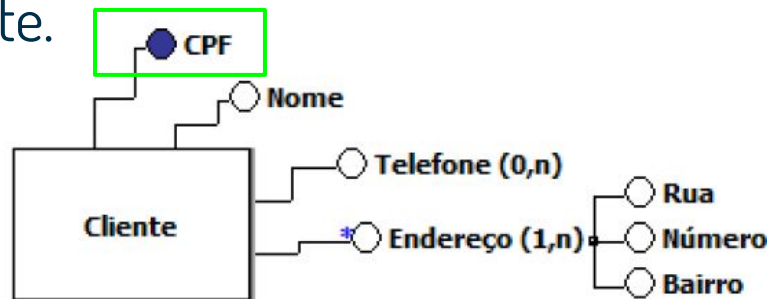 te.
CPF
Nome
Telefone (0,n)
Cliente
*
Endereço (1,n)
Rua
Número
Bairro